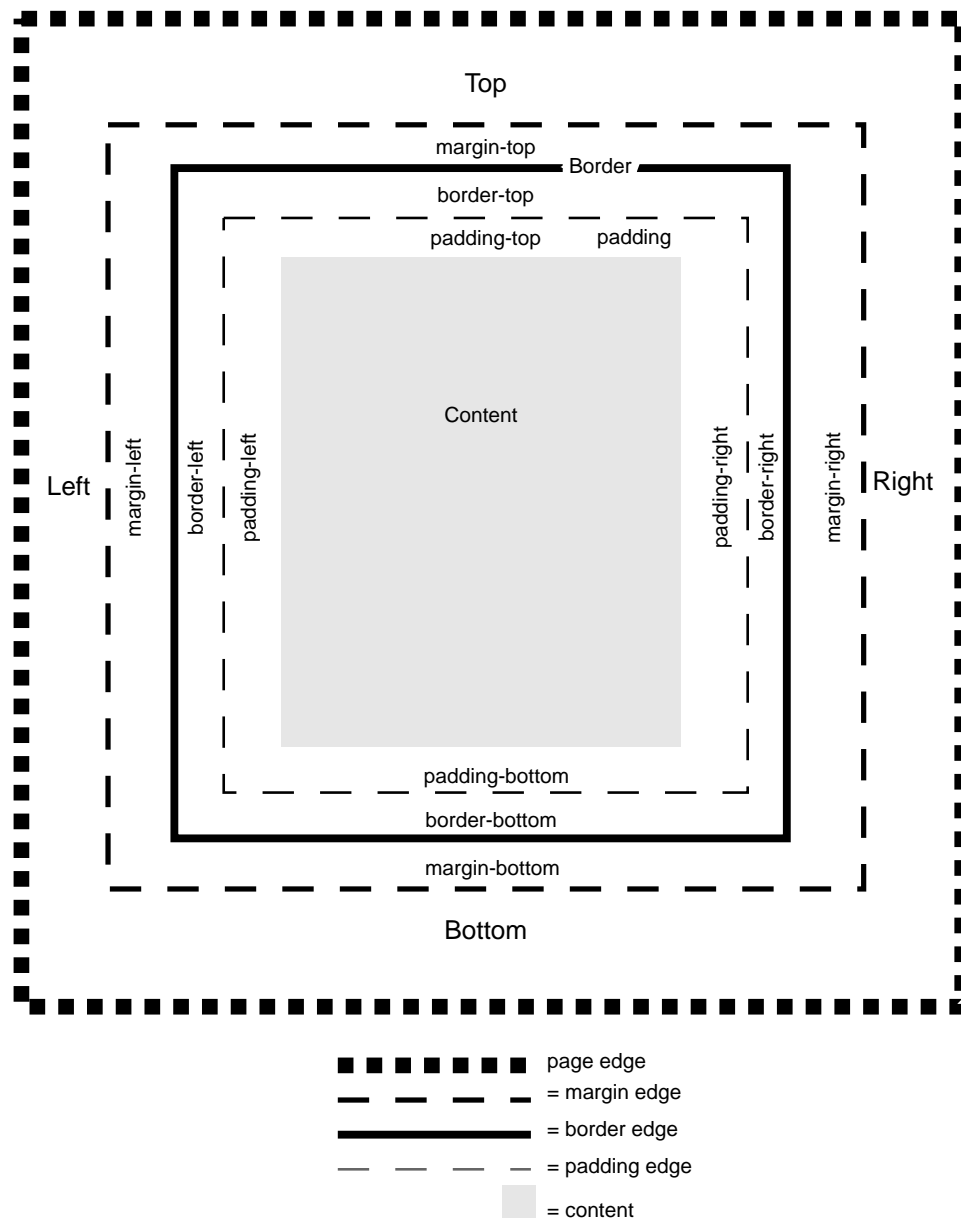 Top
margin-top
Border
border-top
padding-top padding
Content
Left
margin-left
border-left
padding-left
padding-right
border-right
margin-right
Right
padding-bottom
border-bottom
margin-bottom
Bottom
page edge
= margin edge
= border edge
= padding edge
= content